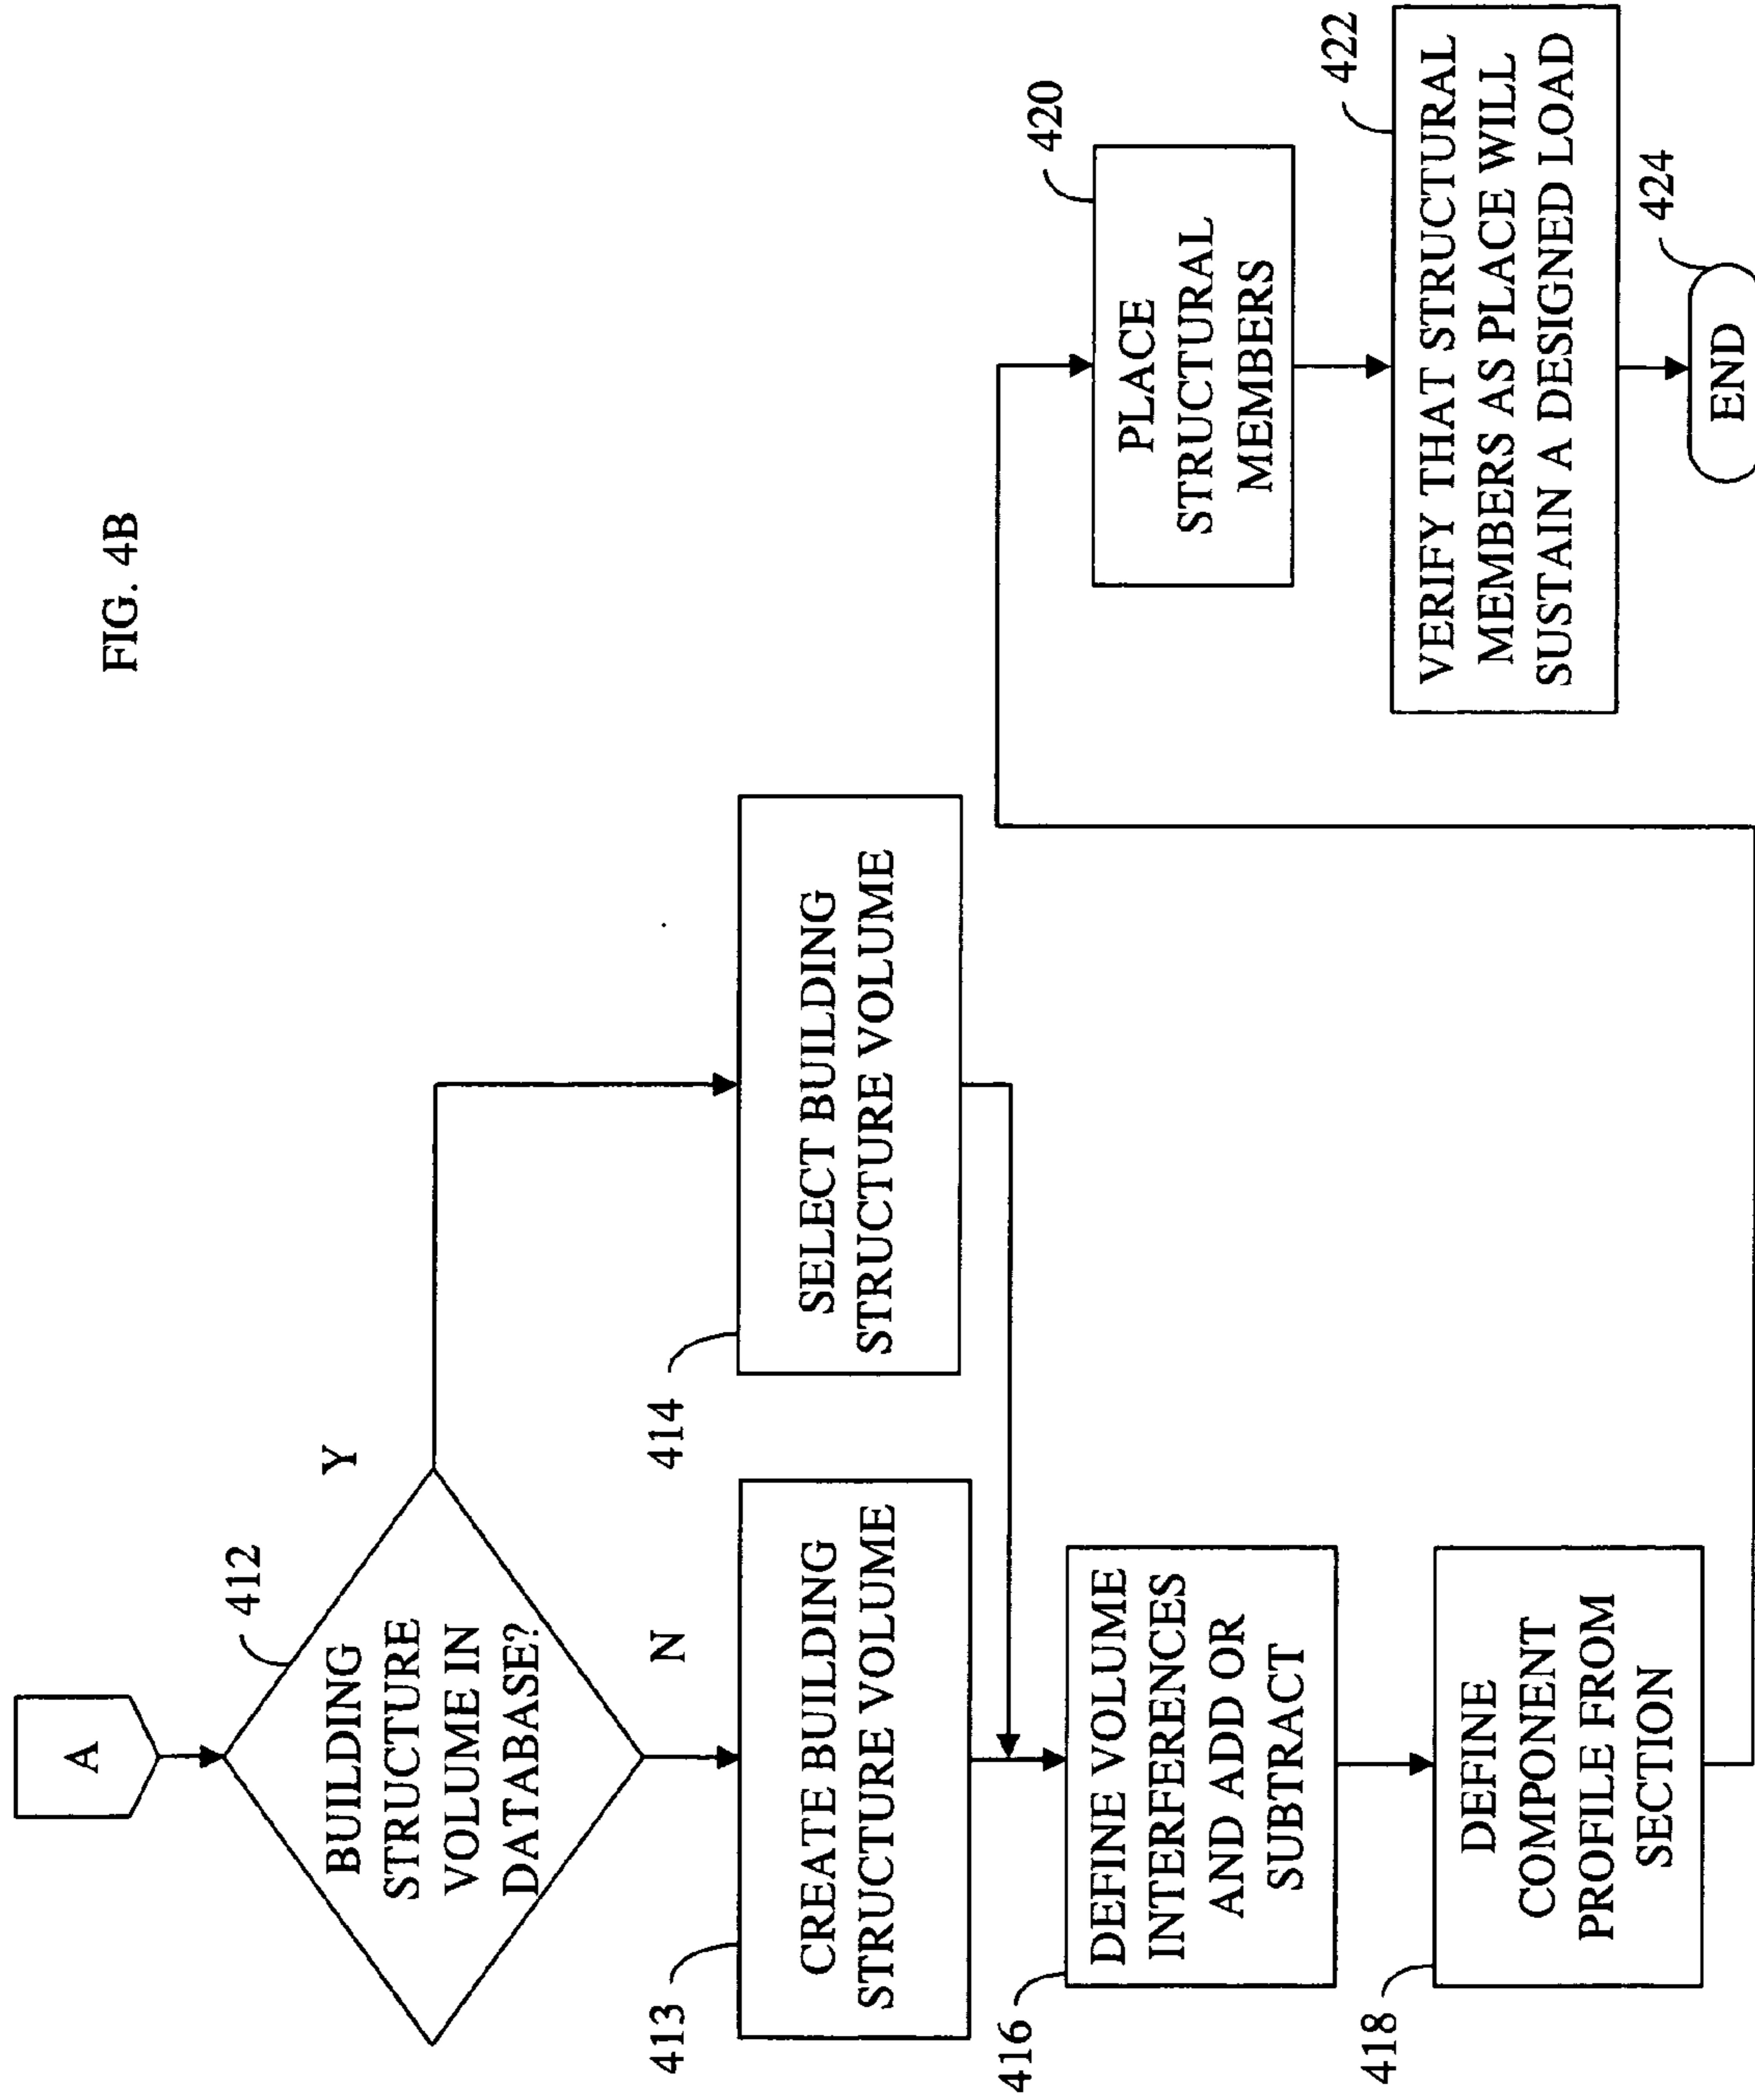 FIG. 4B
A
412
BUILDING
STRUCTURE
VOLUME IN
DATABASE?
Y
N
413
CREATE BUILDING
STRUCTURE VOLUME
414
SELECT BUILDING
STRUCTURE VOLUME
416
DEFINE VOLUME
INTERFERENCES
AND ADD OR
SUBTRACT
418
DEFINE
COMPONENT
PROFILE FROM
SECTION
420
PLACE
STRUCTURAL
MEMBERS
422
VERIFY THAT STRUCTURAL
MEMBERS AS PLACE WILL
SUSTAIN A DESIGNED LOAD
424
END